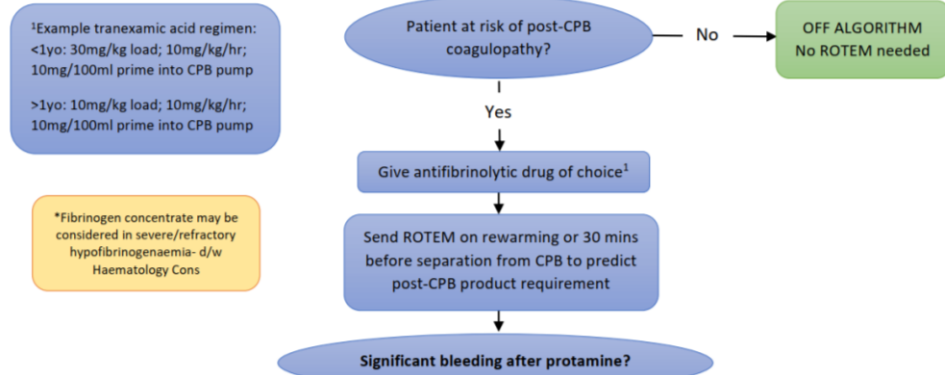 ¹Example tranexamic acid regimen:
<1yo: 30mg/kg load; 10mg/kg/hr;
10mg/100ml prime into CPB pump
>1yo: 10mg/kg load; 10mg/kg/hr;
10mg/100ml prime into CPB pump
Patient at risk of post-CPB
coagulopathy?
No
OFF ALGORITHM
No ROTEM needed
Yes
Give antifibrinolytic drug of choice¹
*Fibrinogen concentrate may be
considered in severe/refractory
hypofibrinogenaemia- d/w
Haematology Cons
Send ROTEM on rewarming or 30 mins
before separation from CPB to predict
post-CPB product requirement
Significant bleeding after protamine?